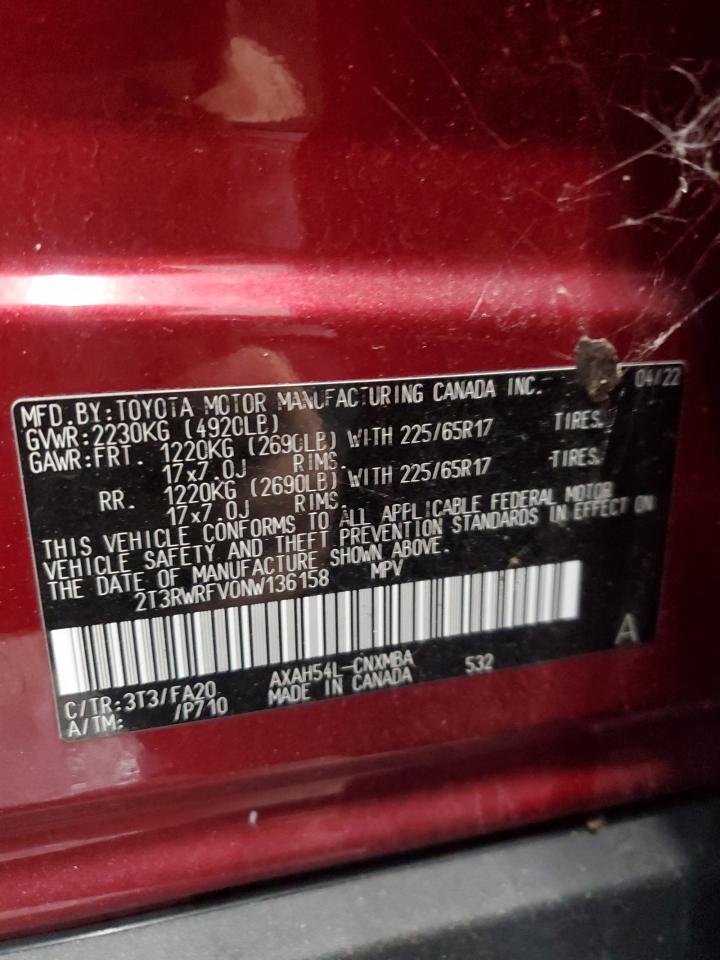 MFD.BY:TOYOTA MOTOR MANUFACTURING CANADA INC. 04/22
GVWR:2230KG (4920LB)
GAWR:FRT. 1220KG (2690LB) WITH 225/65R17 TIRES,
17x7.0J RIMS.
RR. 1220KG (2690LB) WITH 225/65R17 TIRES,
17x7.0J RIMS.
THIS VEHICLE CONFORMS TO ALL APPLICABLE FEDERAL MOTOR
VEHICLE SAFETY AND THEFT PREVENTION STANDARDS IN EFFECT ON
THE DATE OF MANUFACTURE SHOWN ABOVE.
2T3RWRFV0NW136158 MPV
A
C/TR:3T3/FA20 AXAH54L-CNXMBA 532
A/TM: /P710 MADE IN CANADA